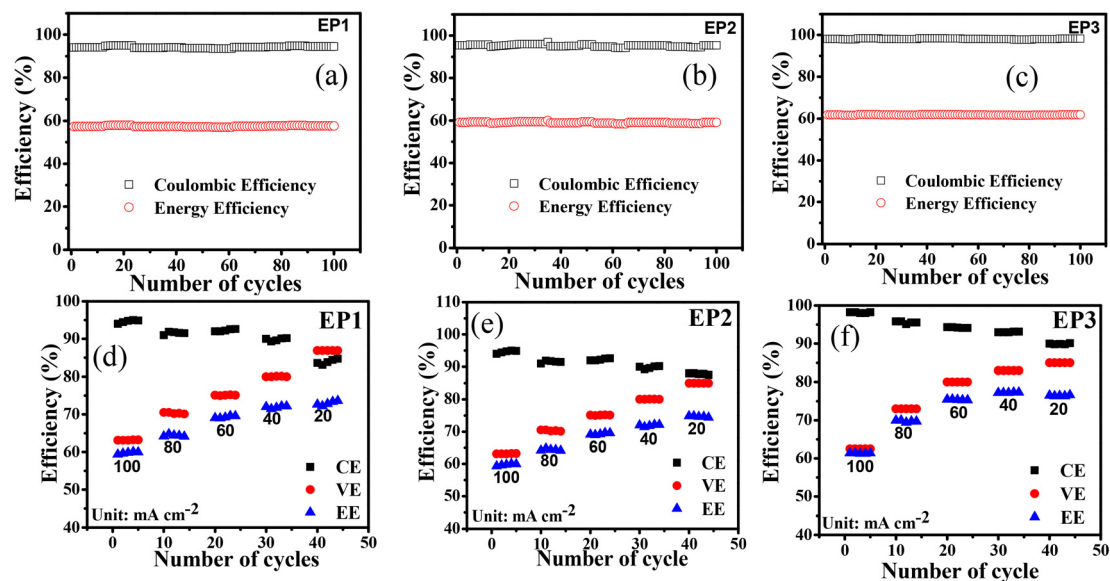 EP1
(a)
Efficiency (%)
100
80
60
40
20
0
Coulombic Efficiency
Energy Efficiency
0 20 40 60 80 100
Number of cycles
EP2
(b)
Efficiency (%)
100
80
60
40
20
0
Coulombic Efficiency
Energy Efficiency
0 20 40 60 80 100
Number of cycles
EP3
(c)
Efficiency (%)
100
80
60
40
20
0
Coulombic Efficiency
Energy Efficiency
0 20 40 60 80 100
Number of cycles
EP1
(d)
Efficiency (%)
100
95
90
85
80
75
70
65
60
55
50
45
40
100
80
60
40
20
CE
VE
EE
Unit: mA cm⁻²
0 10 20 30 40 50
Number of cycles
EP2
(e)
Efficiency (%)
110
100
90
80
70
60
50
40
100
80
60
40
20
CE
VE
EE
Unit: mA cm⁻²
0 10 20 30 40 50
Number of cycle
EP3
(f)
Efficiency (%)
100
90
80
70
60
50
40
100
80
60
40
20
CE
VE
EE
Unit: mA cm⁻²
0 10 20 30 40 50
Number of cycle